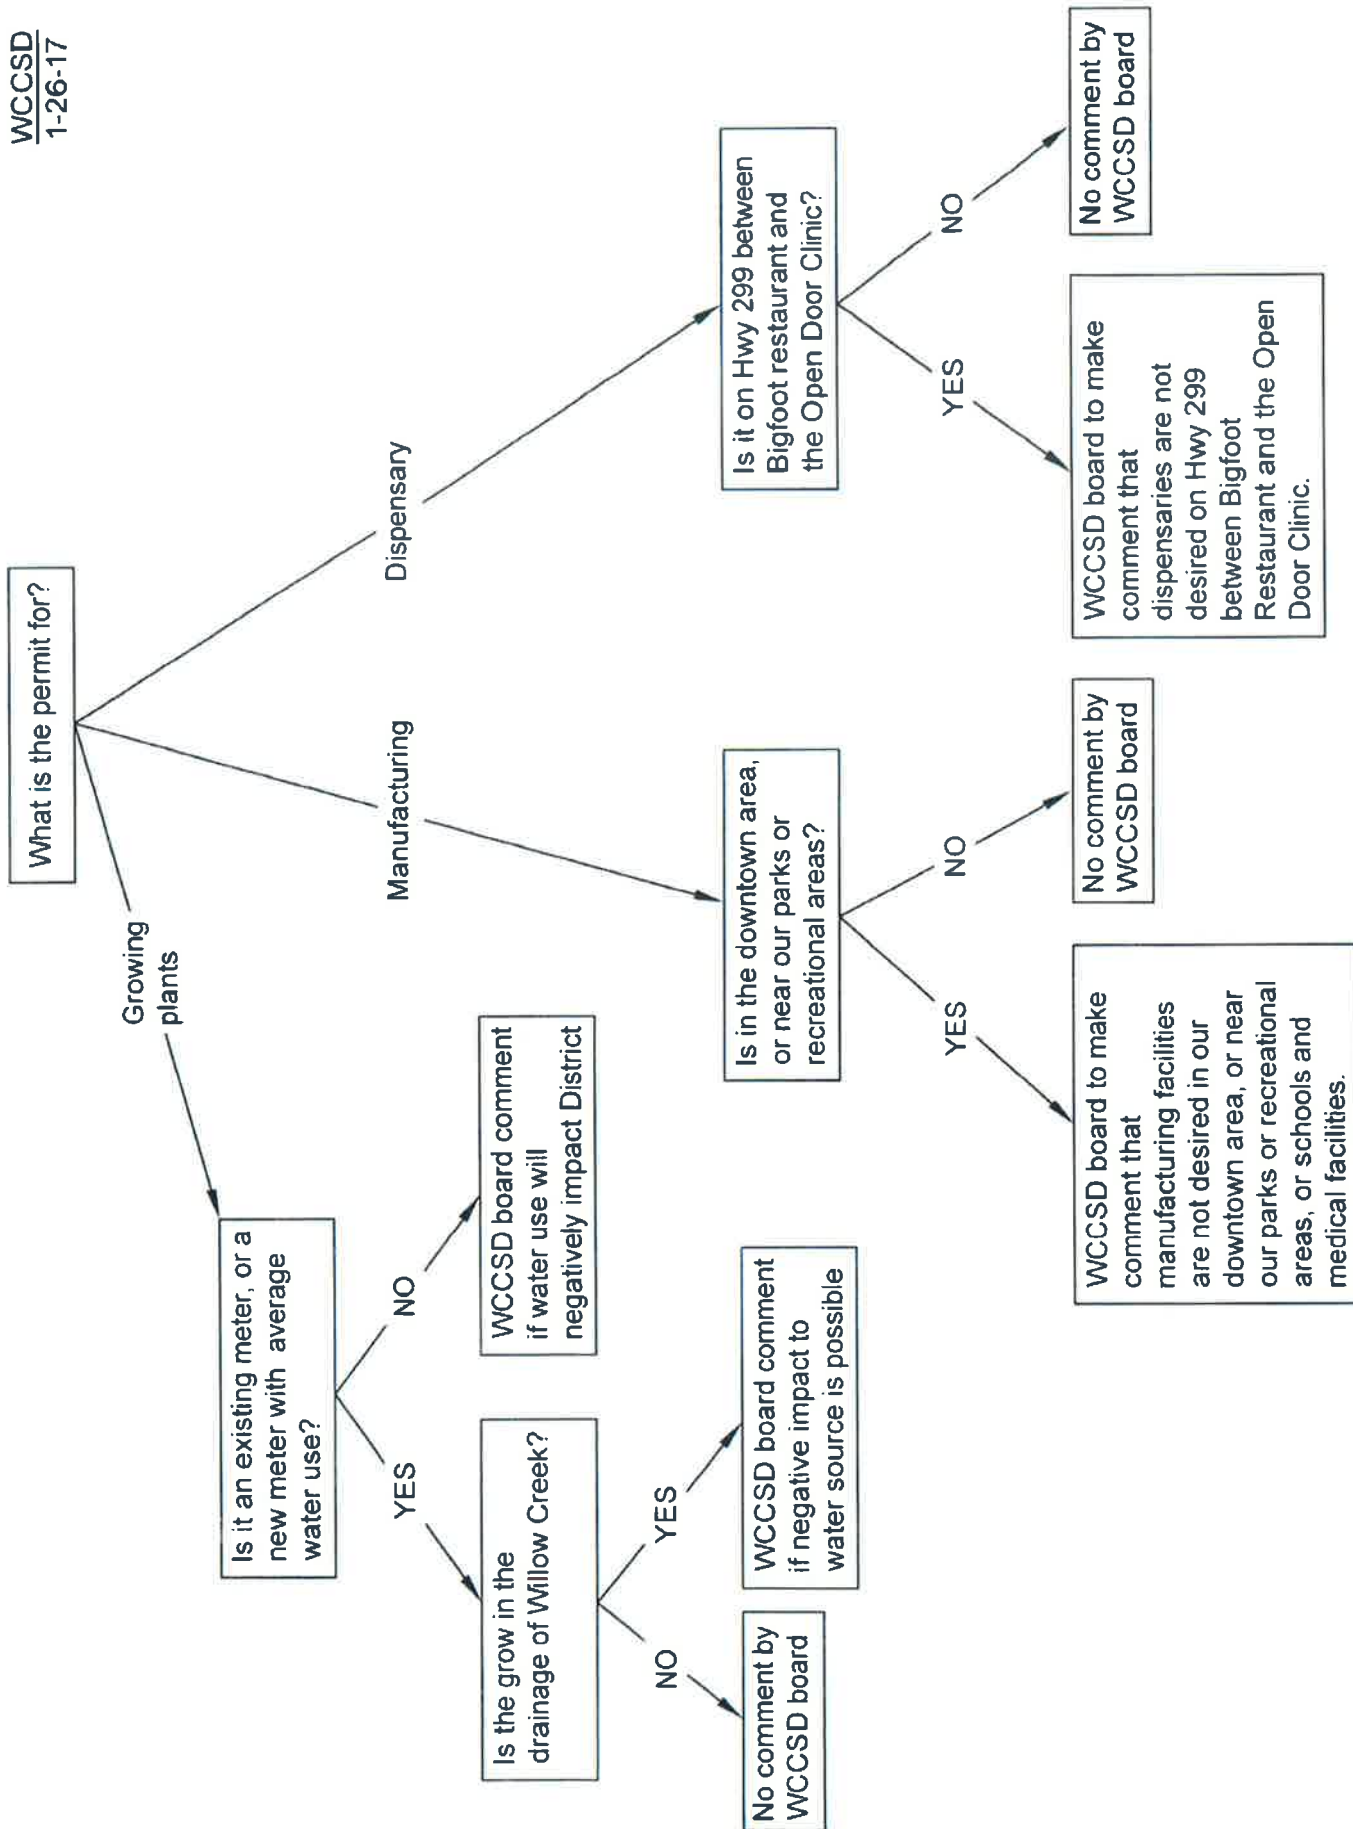 WCCSD
1-26-17
What is the permit for?
Growing
plants
Manufacturing
Dispensary
Is it an existing meter, or a
new meter with average
water use?
YES
NO
Is the grow in the
drainage of Willow Creek?
WCCSD board comment
if water use will
negatively impact District
NO
YES
No comment by
WCCSD board
WCCSD board comment
if negative impact to
water source is possible
Is in the downtown area,
or near our parks or
recreational areas?
YES
NO
WCCSD board to make
comment that
manufacturing facilities
are not desired in our
downtown area, or near
our parks or recreational
areas, or schools and
medical facilities.
No comment by
WCCSD board
Is it on Hwy 299 between
Bigfoot restaurant and
the Open Door Clinic?
YES
NO
WCCSD board to make
comment that
dispensaries are not
desired on Hwy 299
between Bigfoot
Restaurant and the Open
Door Clinic.
No comment by
WCCSD board